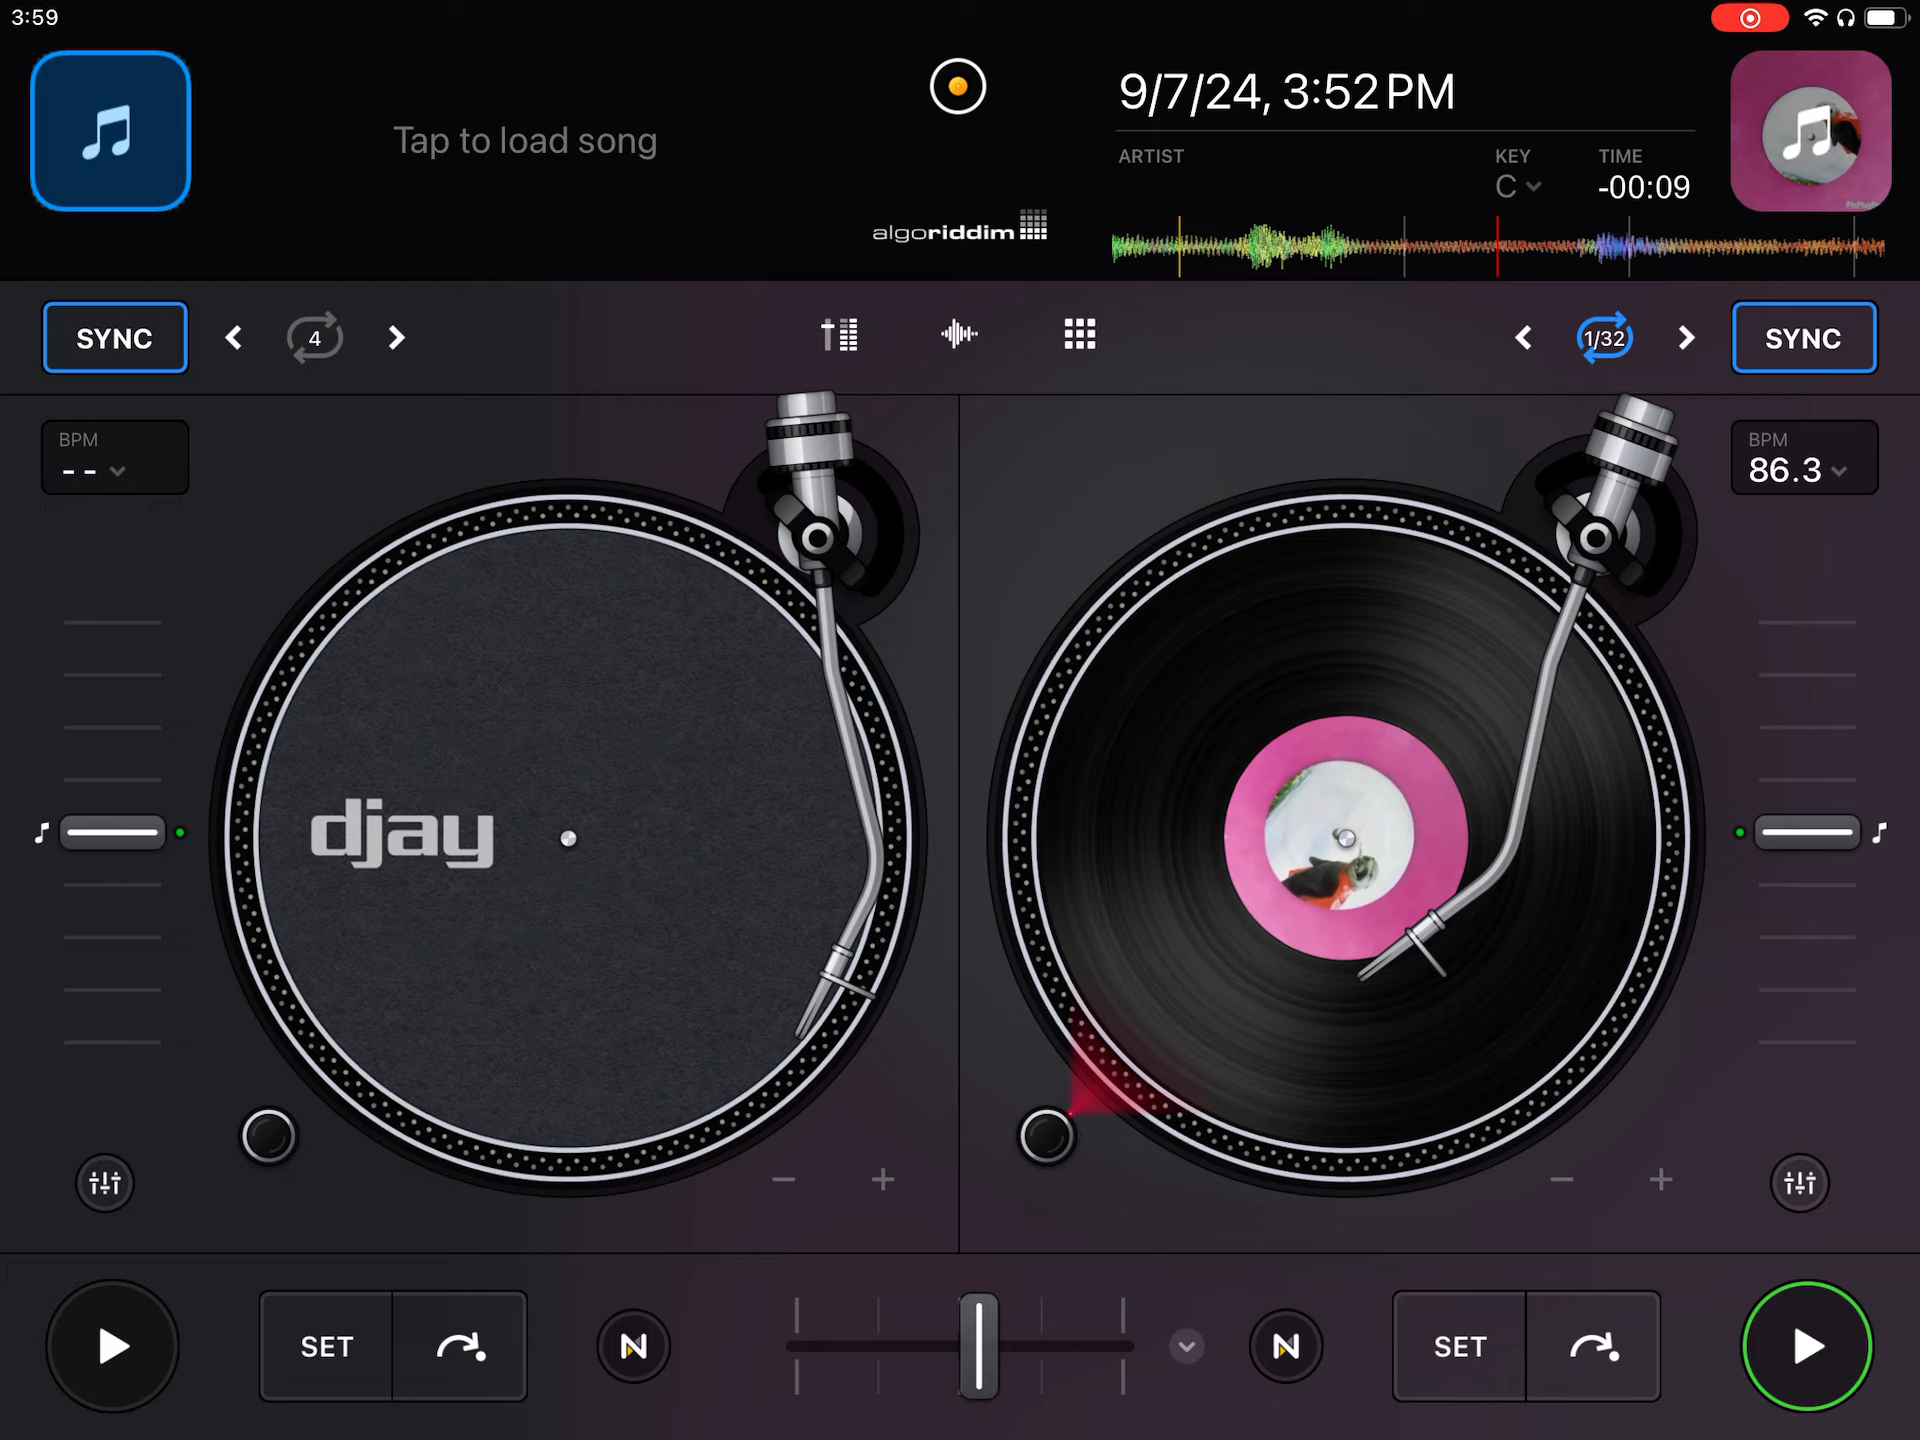 3:59
Tap to load song
algoriddim
9/7/24, 3:52 PM
ARTIST
KEY
C
TIME
-00:09
SYNC
4
1/32
SYNC
BPM
--
BPM
86.3
djay
SET
SET